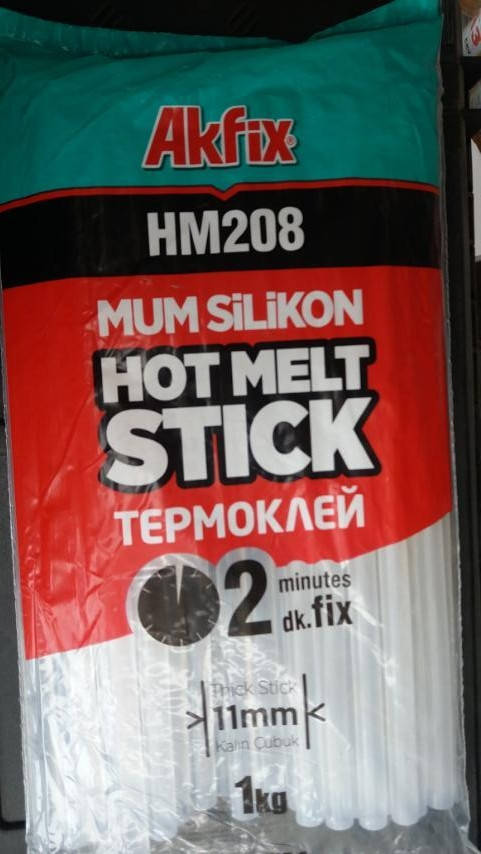 Akfix®
HM208
MUM SiLiKON
HOT MELT
STICK
ТЕРМОКЛЕЙ
2 minutes
dk.fix
Thick Stick
>11mm<
Kalın Çubuk
1kg